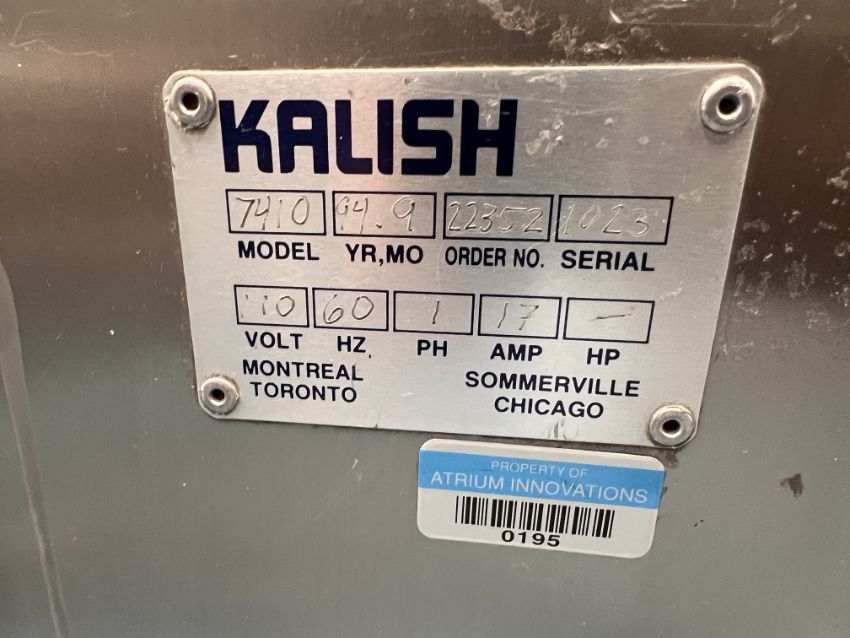 KALISH
7410 94.9 22352 1023
MODEL YR,MO ORDER NO. SERIAL
110 60 1 17 -
VOLT HZ. PH AMP HP
MONTREAL
TORONTO
SOMMERVILLE
CHICAGO
PROPERTY OF
ATRIUM INNOVATIONS
0195